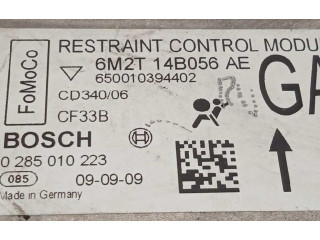 FoMoCo
RESTRAINT CONTROL MODU
6M2T 14B056 AE
650010394402
CD340/06
CF33B
GA
BOSCH
0 285 010 223
085 09-09-09
Made in Germany